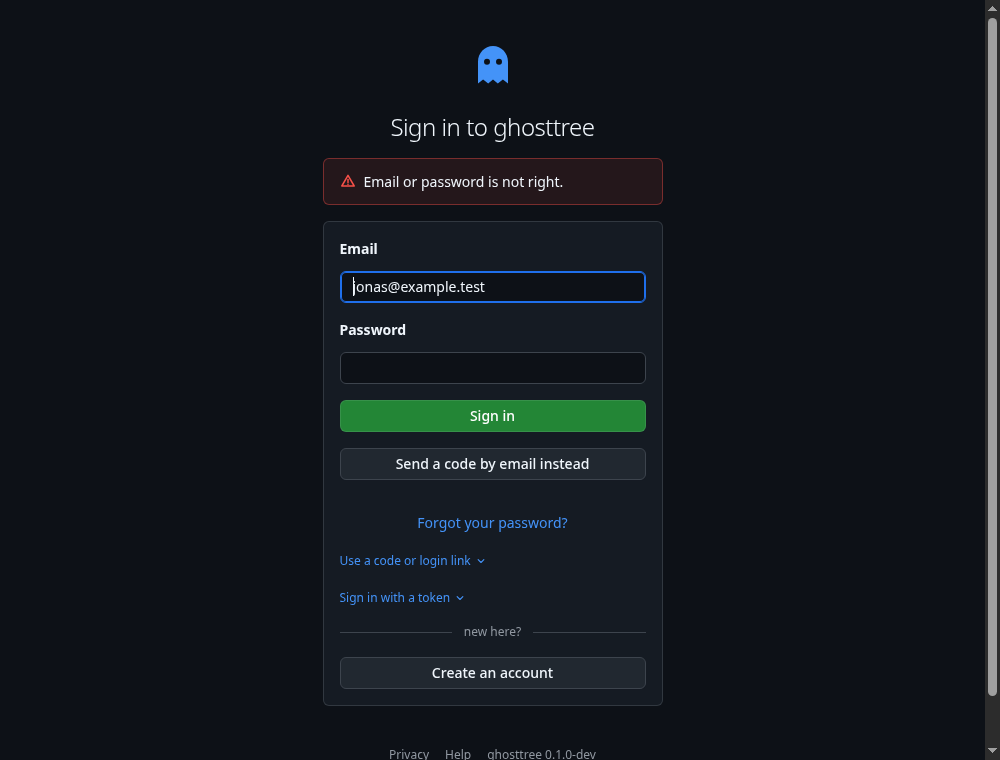 Sign in to ghosttree
Email or password is not right.
Email
jonas@example.test
Password
Sign in
Send a code by email instead
Forgot your password?
Use a code or login link
Sign in with a token
new here?
Create an account
Privacy Help ghosttree 0.1.0-dev